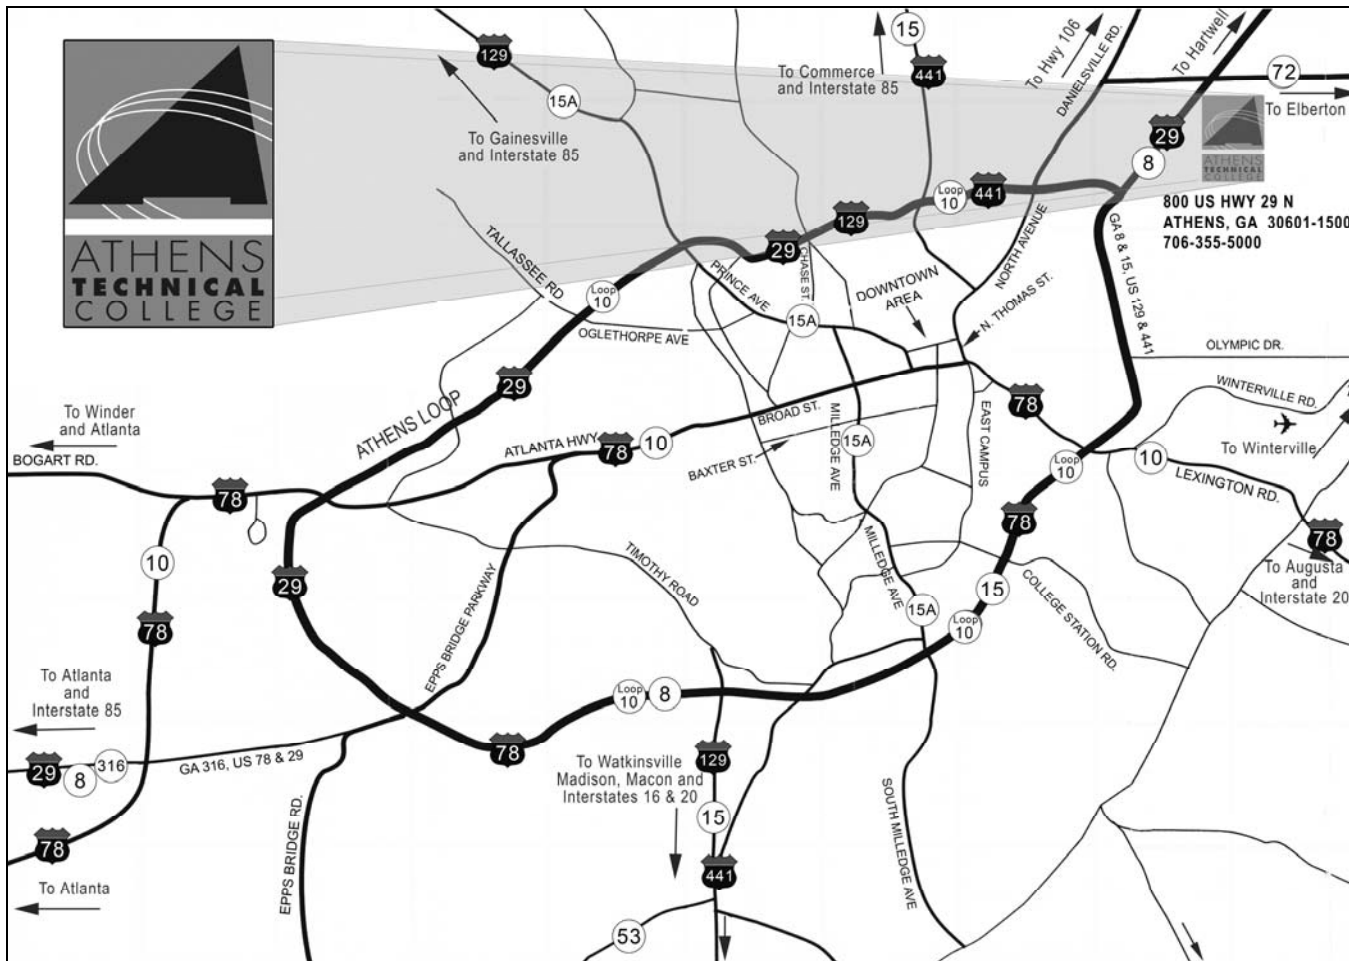 ATHENS
TECHNICAL
COLLEGE
129
15A
To Gainesville
and Interstate 85
15
441
To Commerce
and Interstate 85
To Hwy 106
DANIELSVILLE RD.
To Hartwell
72
To Elberton
29
8
ATHENS
TECHNICAL
COLLEGE
800 US HWY 29 N
ATHENS, GA 30601-1500
706-355-5000
TALLASSEE RD
Loop
10
29
129
Loop
10
441
NORTH AVENUE
GA 8 & 15, US 129 & 441
PRINCE AVE
CHASE ST.
DOWNTOWN
AREA
N. THOMAS ST.
15A
OGLETHORPE AVE
OLYMPIC DR.
29
ATHENS LOOP
WINTERVILLE RD.
To Winterville
To Winder
and Atlanta
BOGART RD.
78
ATLANTA HWY
78
10
BROAD ST.
BAXTER ST.
MILLEDGE AVE
15A
EAST CAMPUS
78
Loop
10
10
LEXINGTON RD.
78
To Augusta
and
Interstate 20
10
29
78
78
15
TIMOTHY ROAD
MILLEDGE AVE
15A
Loop
10
COLLEGE STATION RD.
EPPS BRIDGE PARKWAY
To Atlanta
and
Interstate 85
Loop
10
8
78
29
8
316
GA 316, US 78 & 29
78
To Atlanta
EPPS BRIDGE RD.
To Watkinsville
Madison, Macon and
Interstates 16 & 20
129
15
441
53
SOUTH MILLEDGE AVE